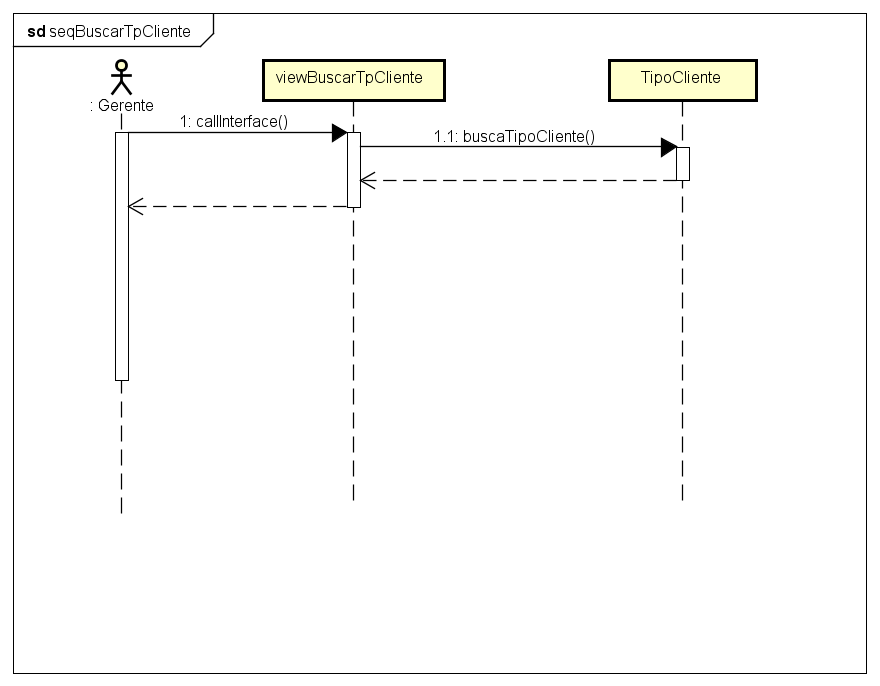 sd seqBuscarTpCliente
: Gerente
viewBuscarTpCliente
TipoCliente
1: callInterface()
1.1: buscaTipoCliente()